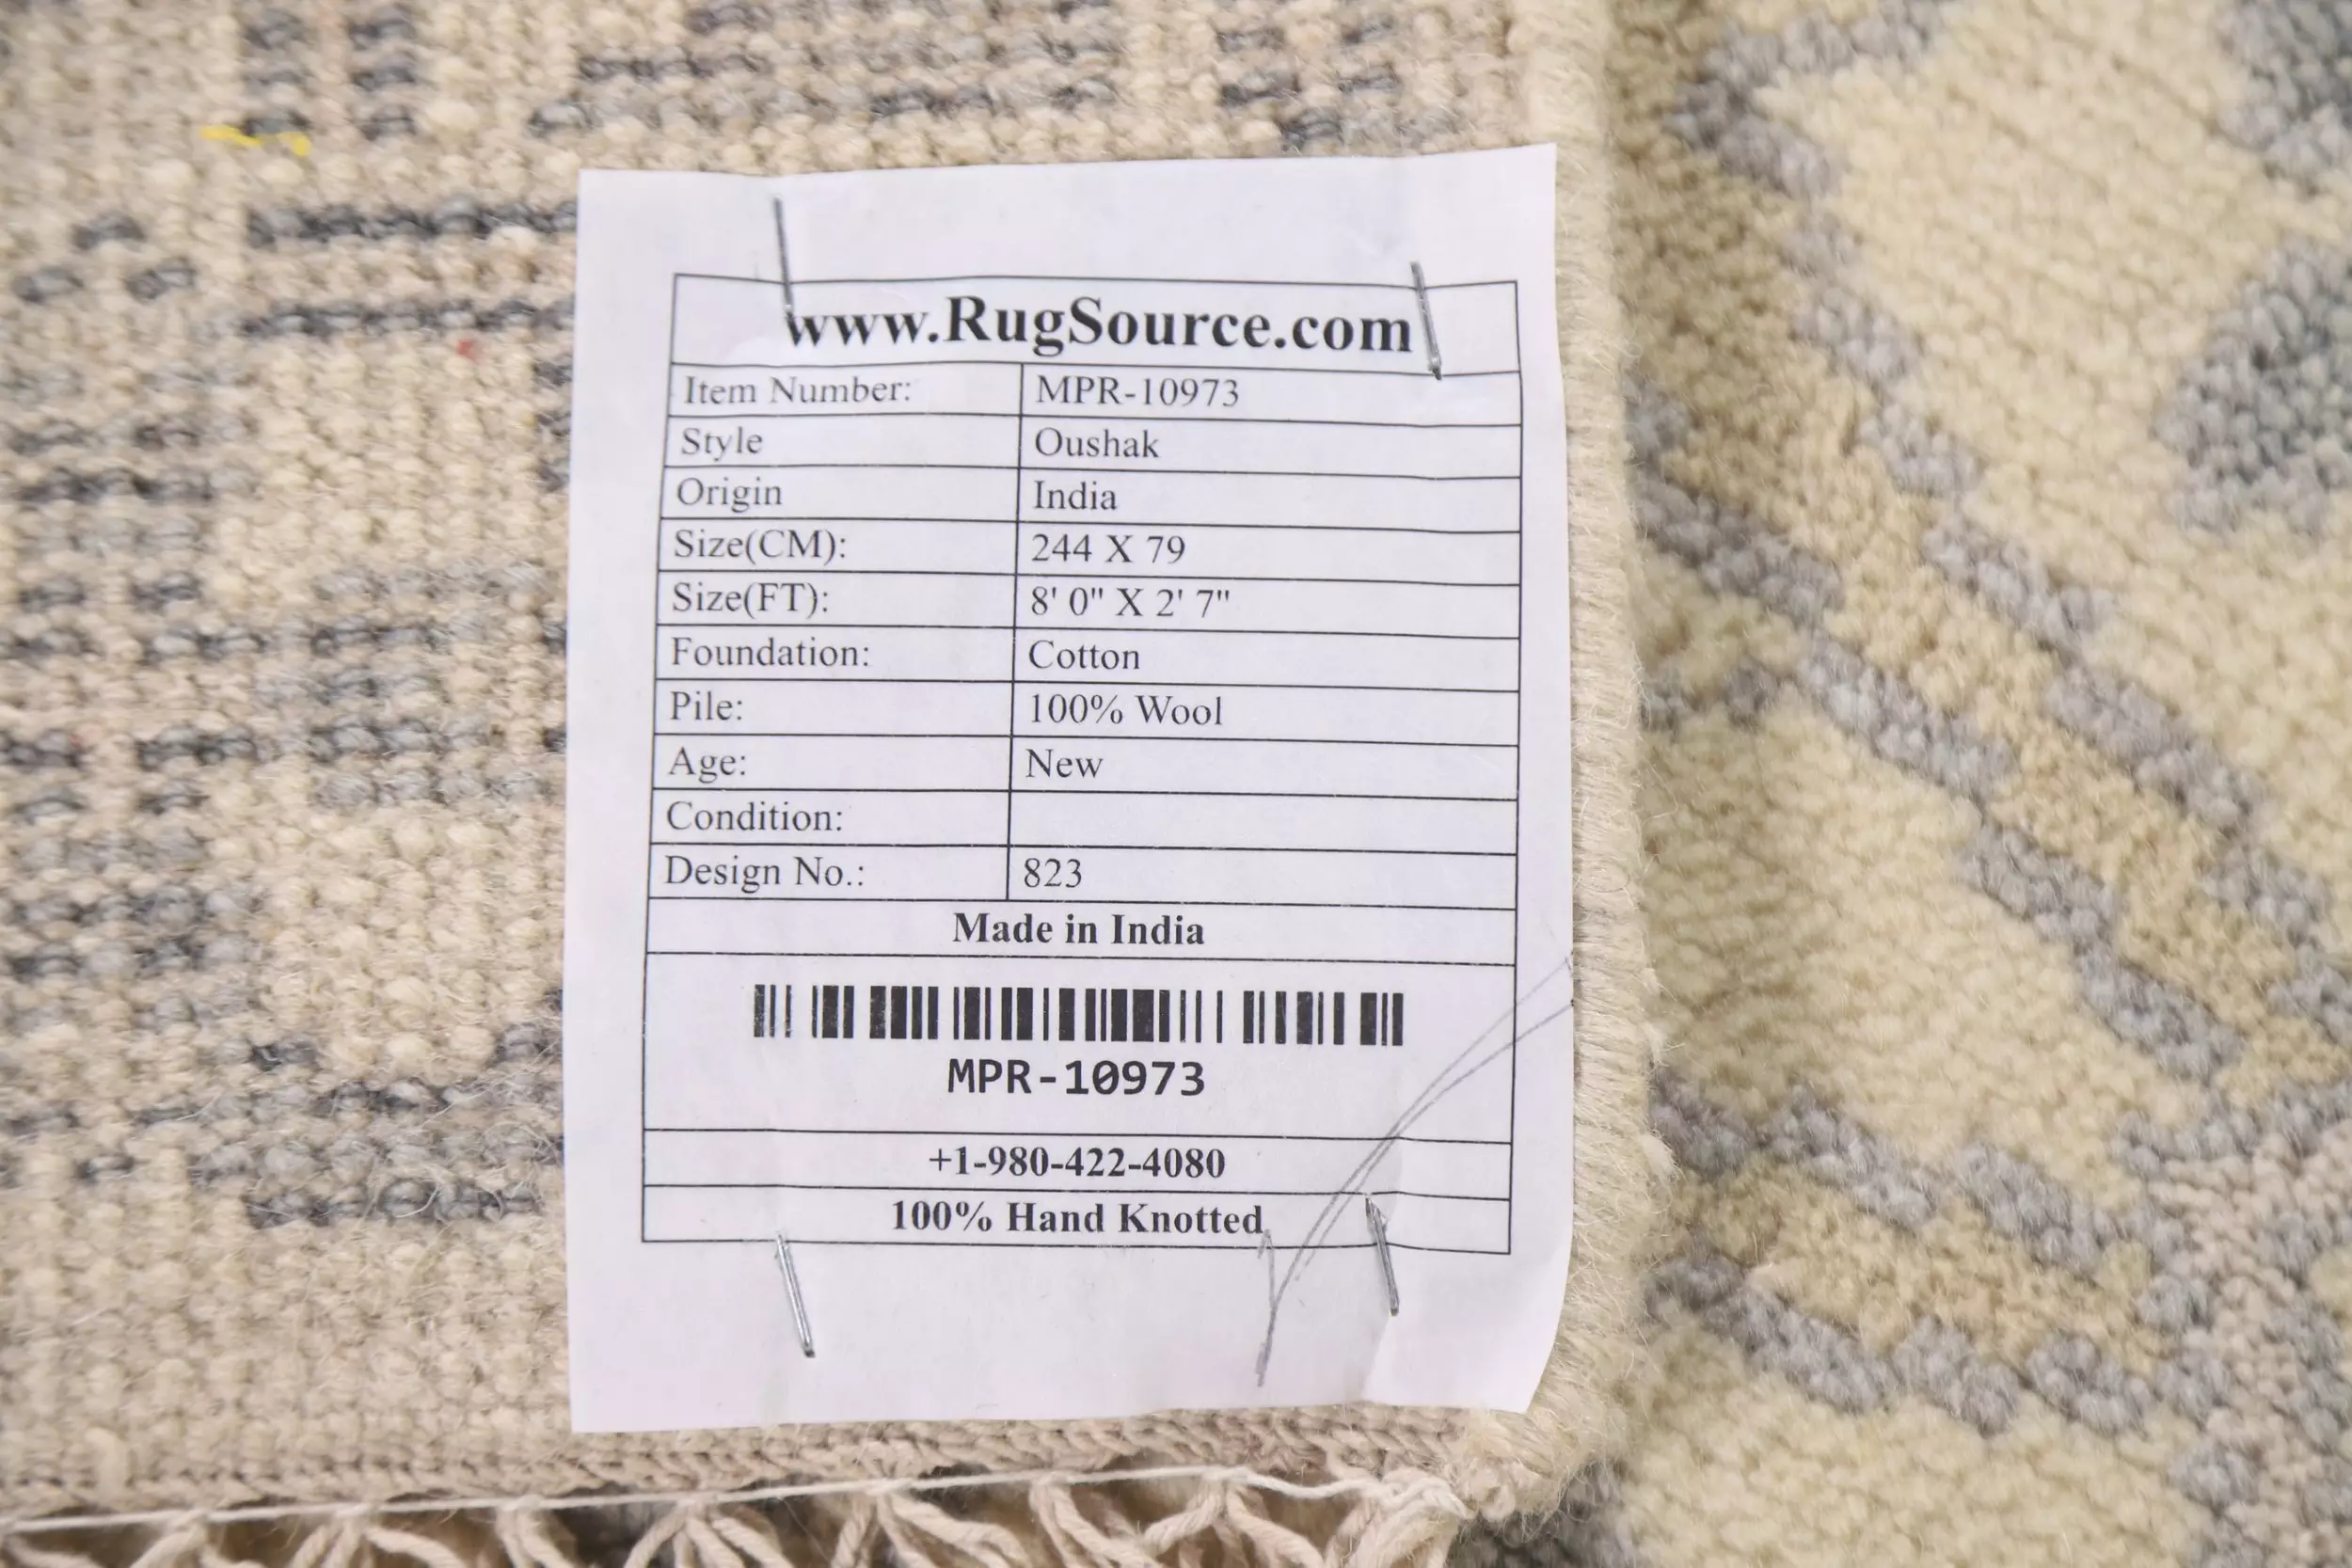 www.RugSource.com
Item Number: MPR-10973
Style Oushak
Origin India
Size(CM): 244 X 79
Size(FT): 8' 0" X 2' 7"
Foundation: Cotton
Pile: 100% Wool
Age: New
Condition:
Design No.: 823
Made in India
MPR-10973
+1-980-422-4080
100% Hand Knotted